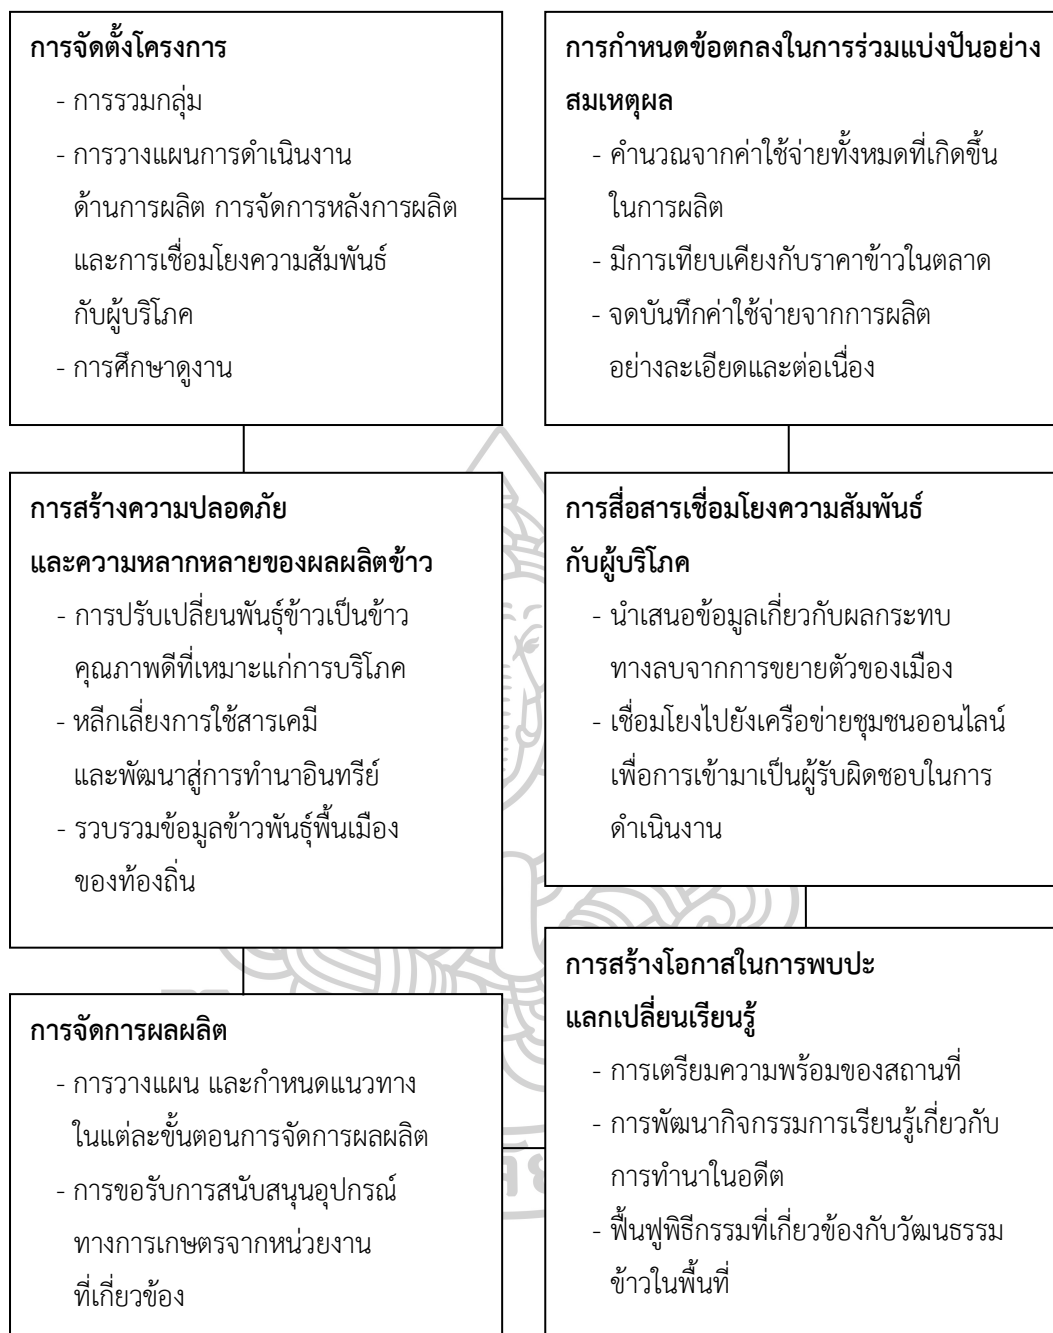 การจัดตั้งโครงการ
- การรวมกลุ่ม
- การวางแผนการดำเนินงาน
ด้านการผลิต การจัดการหลังการผลิต
และการเชื่อมโยงความสัมพันธ์
กับผู้บริโภค
- การศึกษาดูงาน
การกำหนดข้อตกลงในการร่วมแบ่งปันอย่าง
สมเหตุผล
- คำนวณจากค่าใช้จ่ายทั้งหมดที่เกิดขึ้น
ในการผลิต
- มีการเทียบเคียงกับราคาข้าวในตลาด
- จดบันทึกค่าใช้จ่ายจากการผลิต
อย่างละเอียดและต่อเนื่อง
การสร้างความปลอดภัย
และความหลากหลายของผลผลิตข้าว
- การปรับเปลี่ยนพันธุ์ข้าวเป็นข้าว
คุณภาพดีที่เหมาะแก่การบริโภค
- หลีกเลี่ยงการใช้สารเคมี
และพัฒนาสู่การทำนาอินทรีย์
- รวบรวมข้อมูลข้าวพันธุ์พื้นเมือง
ของท้องถิ่น
การสื่อสารเชื่อมโยงความสัมพันธ์
กับผู้บริโภค
- นำเสนอข้อมูลเกี่ยวกับผลกระทบ
ทางลบจากการขยายตัวของเมือง
- เชื่อมโยงไปยังเครือข่ายชุมชนออนไลน์
เพื่อการเข้ามาเป็นผู้รับผิดชอบในการ
ดำเนินงาน
การจัดการผลผลิต
- การวางแผน และกำหนดแนวทาง
ในแต่ละขั้นตอนการจัดการผลผลิต
- การขอรับการสนับสนุนอุปกรณ์
ทางการเกษตรจากหน่วยงาน
ที่เกี่ยวข้อง
การสร้างโอกาสในการพบปะ
แลกเปลี่ยนเรียนรู้
- การเตรียมความพร้อมของสถานที่
- การพัฒนากิจกรรมการเรียนรู้เกี่ยวกับ
การทำนาในอดีต
- ฟื้นฟูพิธีกรรมที่เกี่ยวข้องกับวัฒนธรรม
ข้าวในพื้นที่